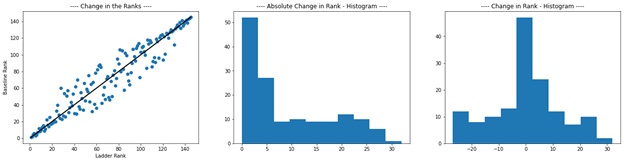 ---- Change in the Ranks ----
---- Absolute Change in Rank - Histogram ----
---- Change in Rank - Histogram ----
Baseline Rank
140
120
100
80
60
40
20
0
0 20 40 60 80 100 120 140
Ladder Rank
50
40
30
20
10
0
0 5 10 15 20 25 30
40
30
20
10
0
−20 −10 0 10 20 30